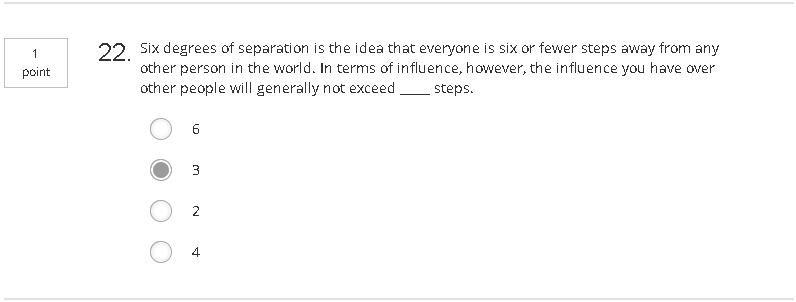 1
point
22. Six degrees of separation is the idea that everyone is six or fewer steps away from any
other person in the world. In terms of influence, however, the influence you have over
other people will generally not exceed ____ steps.
6
3
2
4